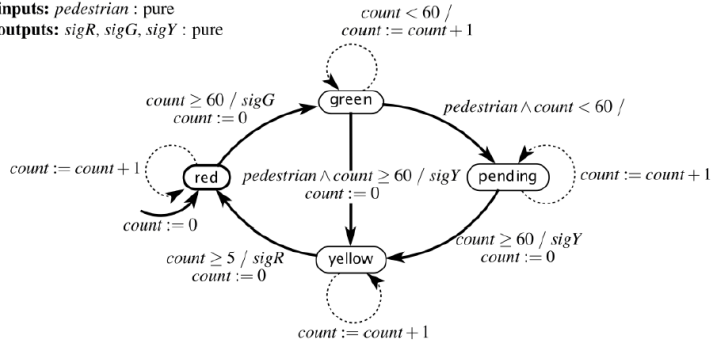 inputs: pedestrian : pure
outputs: sigR, sigG, sigY : pure
count < 60 /
count := count + 1
green
count ≥ 60 / sigG
count := 0
pedestrian ∧ count < 60 /
count := count + 1
red
pedestrian ∧ count ≥ 60 / sigY
count := 0
pending
count := count + 1
count := 0
count ≥ 5 / sigR
count := 0
yellow
count ≥ 60 / sigY
count := 0
count := count + 1